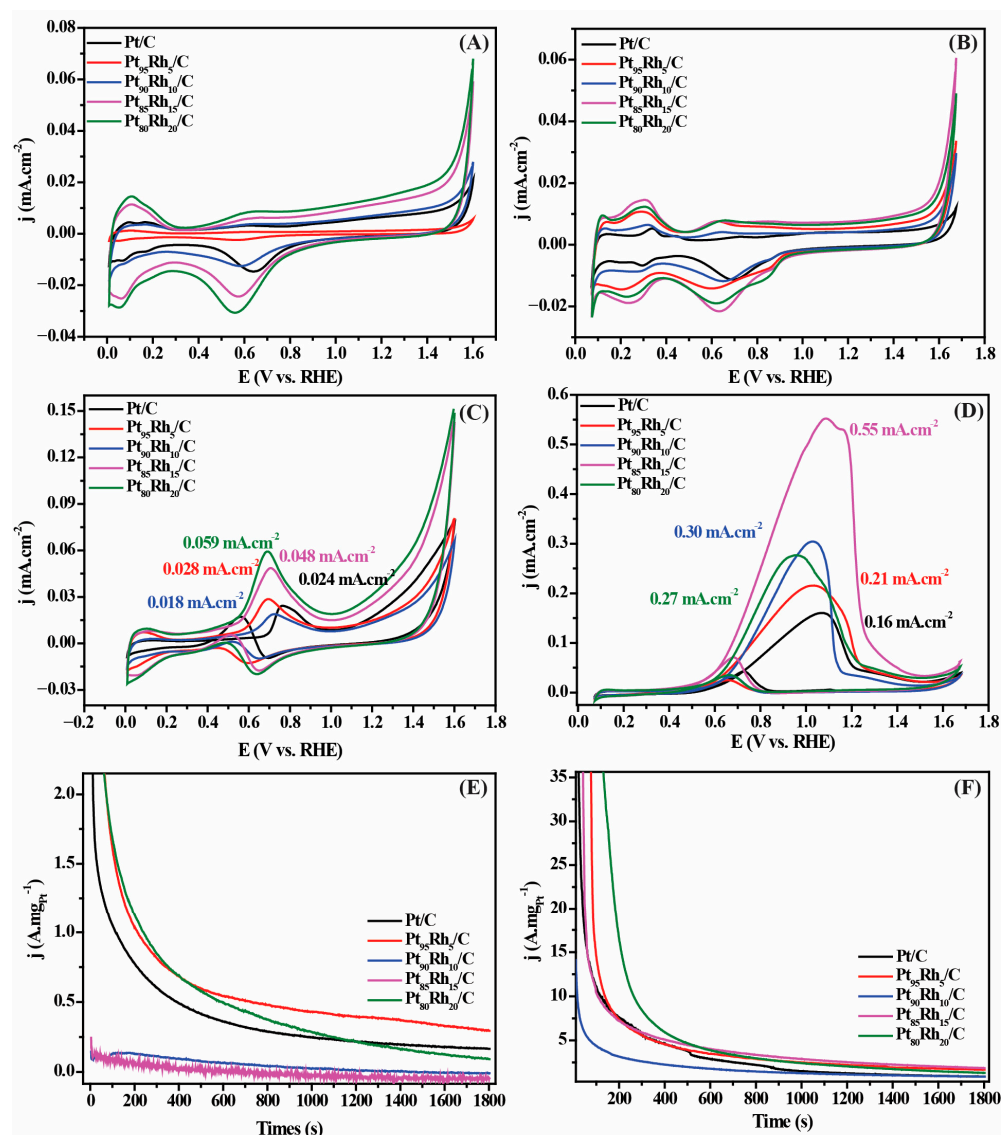 (A)
Pt/C
Pt₉₅Rh₅/C
Pt₉₀Rh₁₀/C
Pt₈₅Rh₁₅/C
Pt₈₀Rh₂₀/C
0.08
0.06
0.04
0.02
0.00
−0.02
−0.04
j (mA.cm⁻²)
0.0 0.2 0.4 0.6 0.8 1.0 1.2 1.4 1.6
E (V vs. RHE)
(B)
Pt/C
Pt₉₅Rh₅/C
Pt₉₀Rh₁₀/C
Pt₈₅Rh₁₅/C
Pt₈₀Rh₂₀/C
0.06
0.04
0.02
0.00
−0.02
j (mA.cm⁻²)
0.0 0.2 0.4 0.6 0.8 1.0 1.2 1.4 1.6 1.8
E (V vs. RHE)
(C)
Pt/C
Pt₉₅Rh₅/C
Pt₉₀Rh₁₀/C
Pt₈₅Rh₁₅/C
Pt₈₀Rh₂₀/C
0.059 mA.cm⁻²
0.048 mA.cm⁻²
0.028 mA.cm⁻²
0.024 mA.cm⁻²
0.018 mA.cm⁻²
0.15
0.12
0.09
0.06
0.03
0.00
−0.03
j (mA.cm⁻²)
−0.2 0.0 0.2 0.4 0.6 0.8 1.0 1.2 1.4 1.6 1.8
E (V vs. RHE)
(D)
Pt/C
Pt₉₅Rh₅/C
Pt₉₀Rh₁₀/C
Pt₈₅Rh₁₅/C
Pt₈₀Rh₂₀/C
0.55 mA.cm⁻²
0.30 mA.cm⁻²
0.21 mA.cm⁻²
0.27 mA.cm⁻²
0.16 mA.cm⁻²
0.6
0.5
0.4
0.3
0.2
0.1
0.0
j (mA.cm⁻²)
0.0 0.2 0.4 0.6 0.8 1.0 1.2 1.4 1.6 1.8
E (V vs. RHE)
(E)
2.0
1.5
1.0
0.5
0.0
j (A.mg_Pt⁻¹)
Pt/C
Pt₉₅Rh₅/C
Pt₉₀Rh₁₀/C
Pt₈₅Rh₁₅/C
Pt₈₀Rh₂₀/C
0 200 400 600 800 1000 1200 1400 1600 1800
Times (s)
(F)
35
30
25
20
15
10
5
j (A.mg_Pt⁻¹)
Pt/C
Pt₉₅Rh₅/C
Pt₉₀Rh₁₀/C
Pt₈₅Rh₁₅/C
Pt₈₀Rh₂₀/C
200 400 600 800 1000 1200 1400 1600 1800
Time (s)